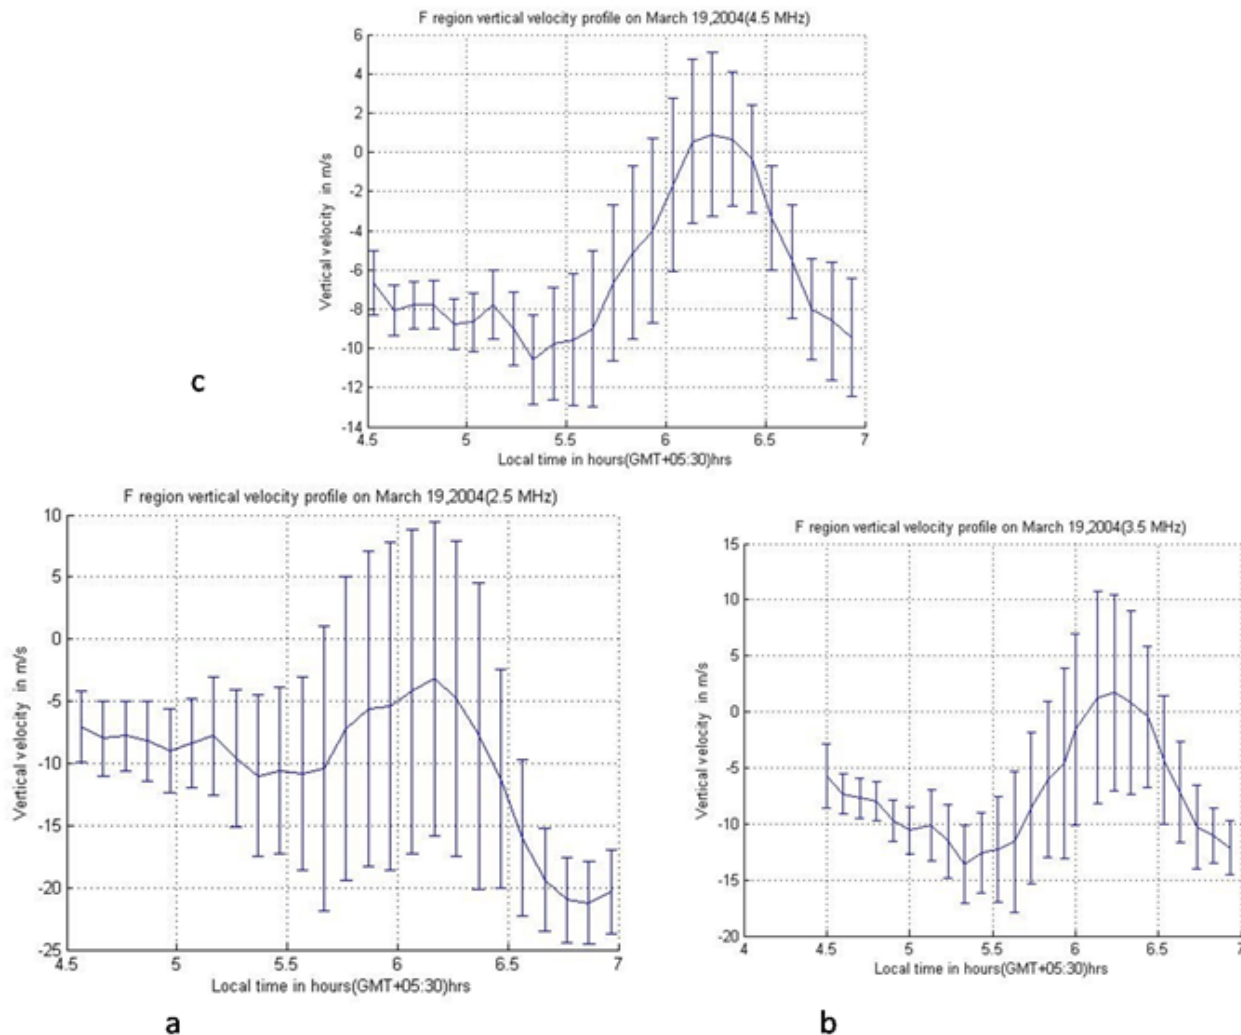 F region vertical velocity profile on March 19,2004(4.5 MHz)
6
4
2
0
-2
-4
-6
-8
-10
-12
-14
Vertical velocity in m/s
4.5 5 5.5 6 6.5 7
Local time in hours(GMT+05:30)hrs
c
F region vertical velocity profile on March 19,2004(2.5 MHz)
10
5
0
-5
-10
-15
-20
-25
Vertical velocity in m/s
4.5 5 5.5 6 6.5 7
Local time in hours(GMT+05:30)hrs
a
F region vertical velocity profile on March 19,2004(3.5 MHz)
15
10
5
0
-5
-10
-15
-20
Vertical velocity in m/s
4 4.5 5 5.5 6 6.5 7
Local time in hours(GMT+05:30)hrs
b